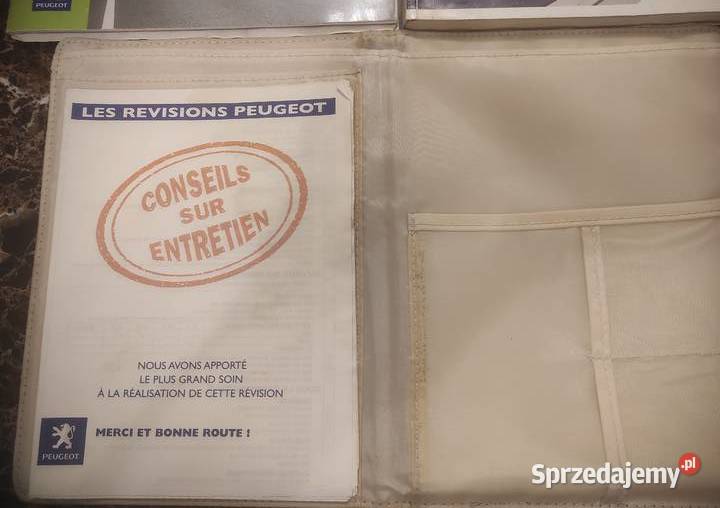 PEUGEOT
LES REVISIONS PEUGEOT
CONSEILS
SUR
ENTRETIEN
NOUS AVONS APPORTÉ
LE PLUS GRAND SOIN
À LA RÉALISATION DE CETTE RÉVISION
MERCI ET BONNE ROUTE !
PEUGEOT
Sprzedajemy.pl